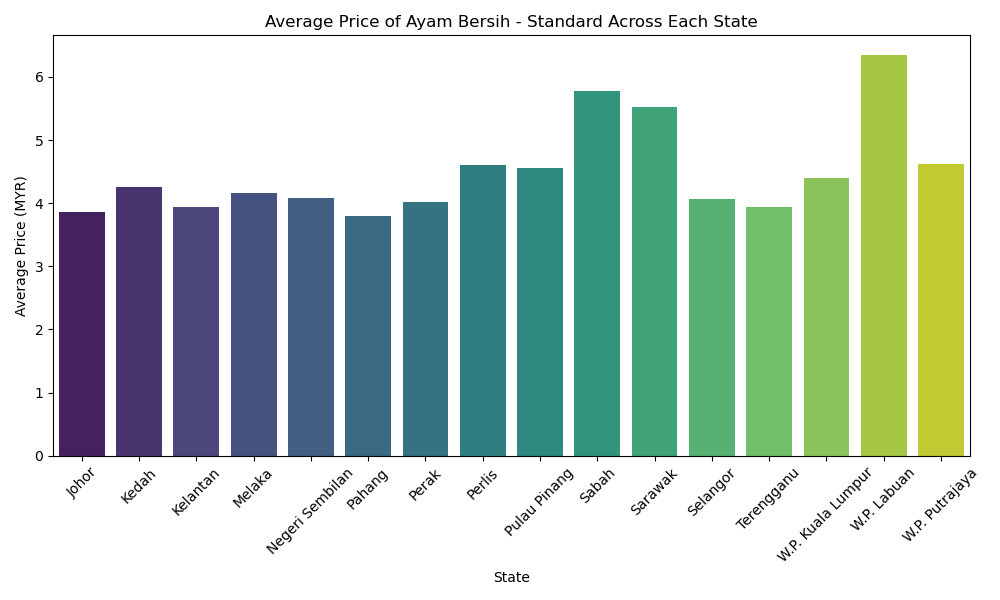 Average Price of Ayam Bersih - Standard Across Each State
Average Price (MYR)
6
5
4
3
2
1
0
Johor
Kedah
Kelantan
Melaka
Negeri Sembilan
Pahang
Perak
Perlis
Pulau Pinang
Sabah
Sarawak
Selangor
Terengganu
W.P. Kuala Lumpur
W.P. Labuan
W.P. Putrajaya
State